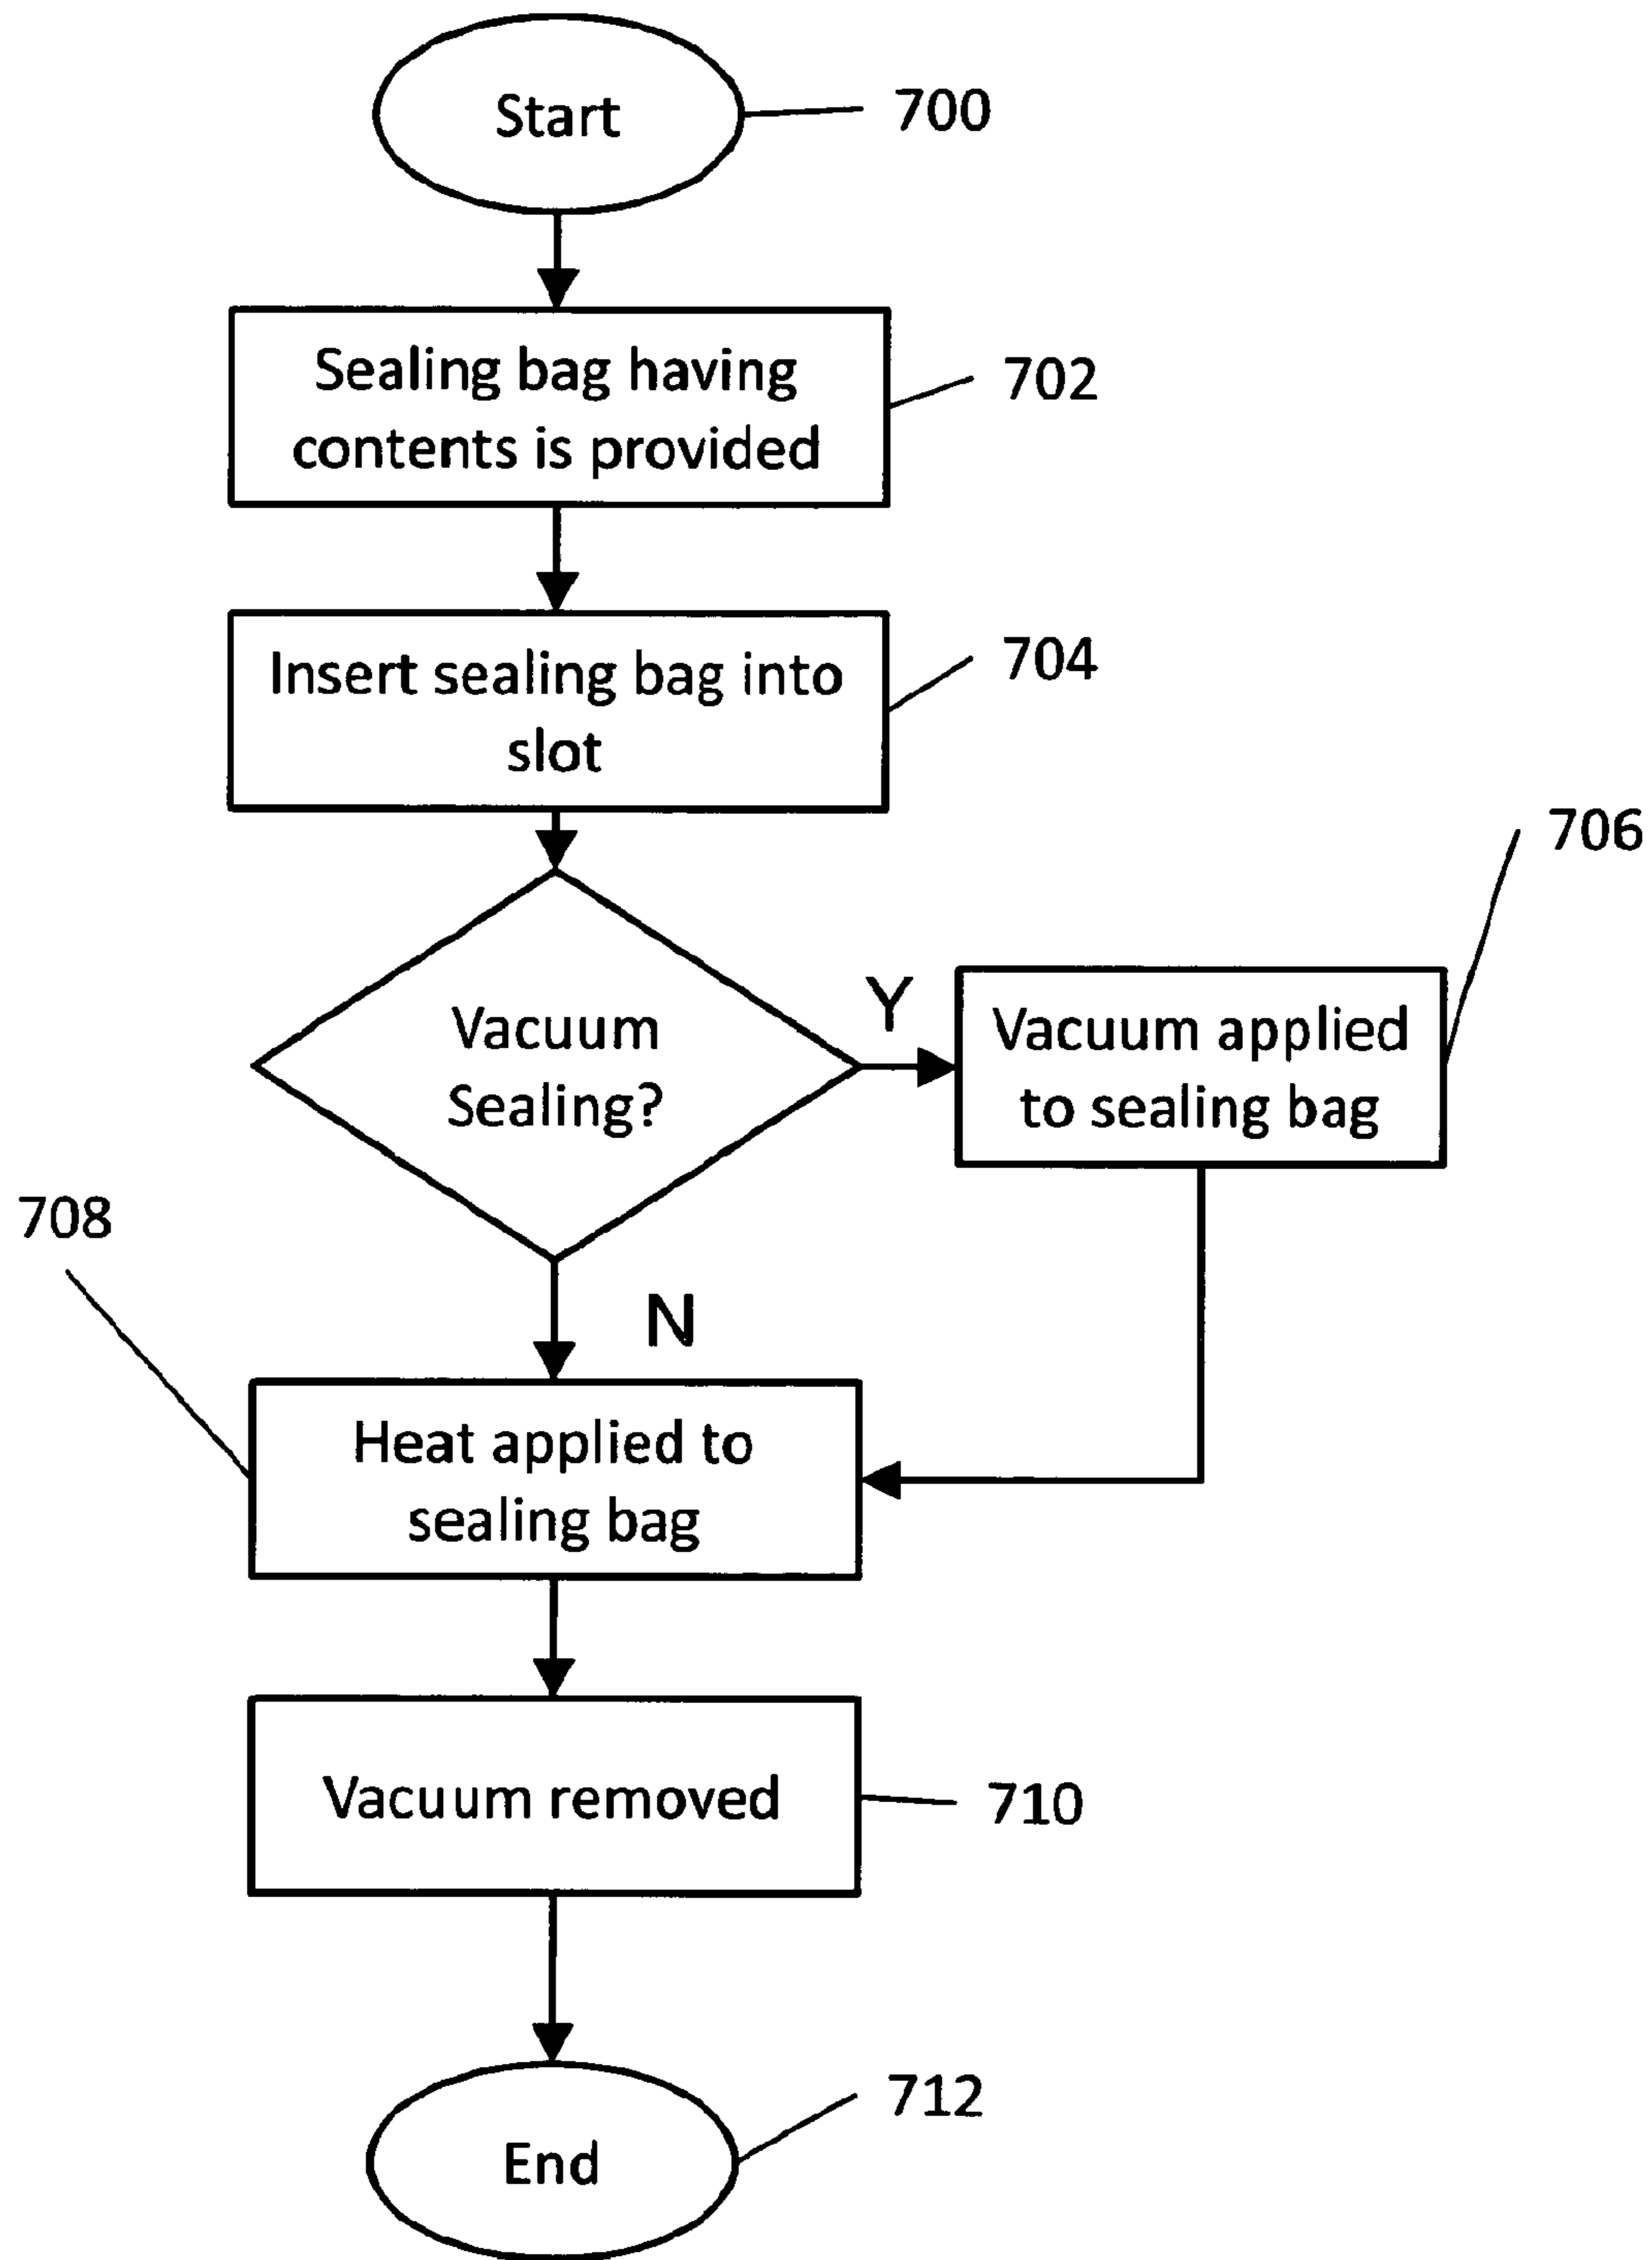 Start
700
Sealing bag having
contents is provided
702
Insert sealing bag into
slot
704
706
Vacuum
Sealing?
Y
Vacuum applied
to sealing bag
708
N
Heat applied to
sealing bag
Vacuum removed
710
712
End